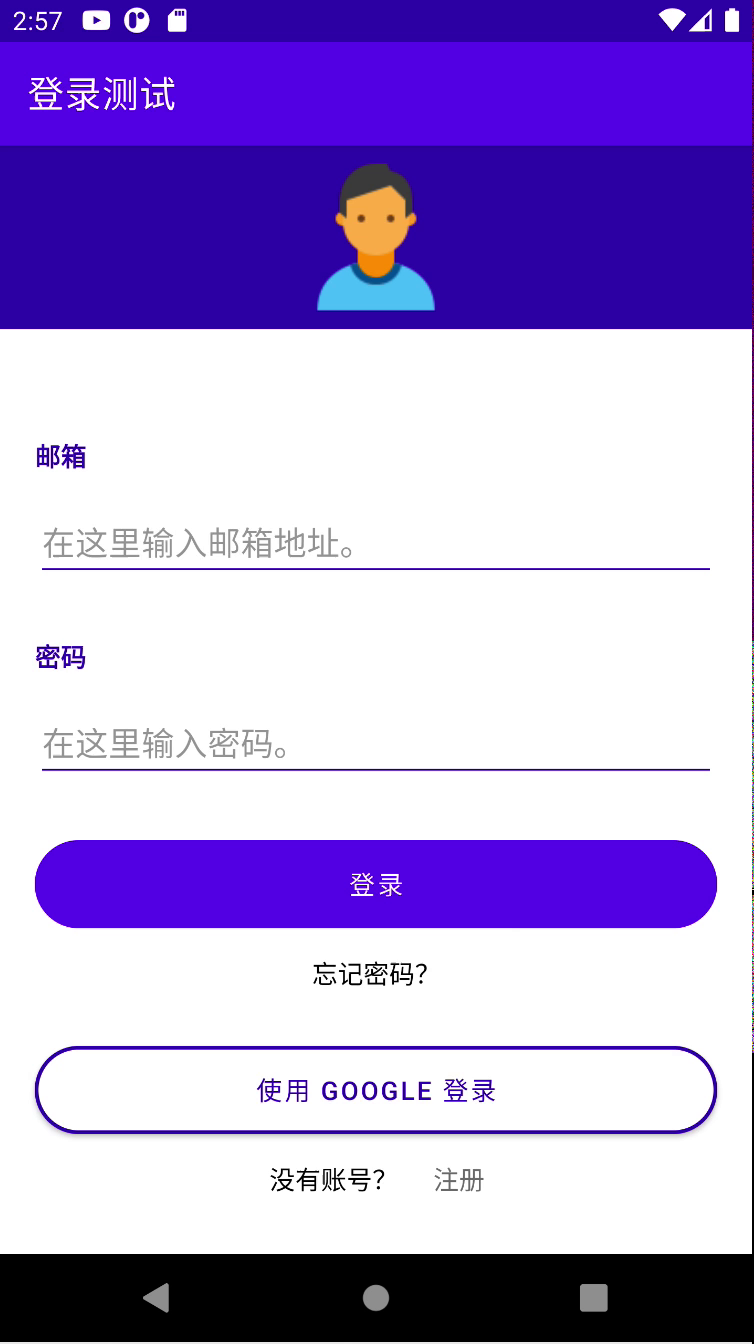 2:57
登录测试
邮箱
在这里输入邮箱地址。
密码
在这里输入密码。
登录
忘记密码?
使用 GOOGLE 登录
没有账号? 注册